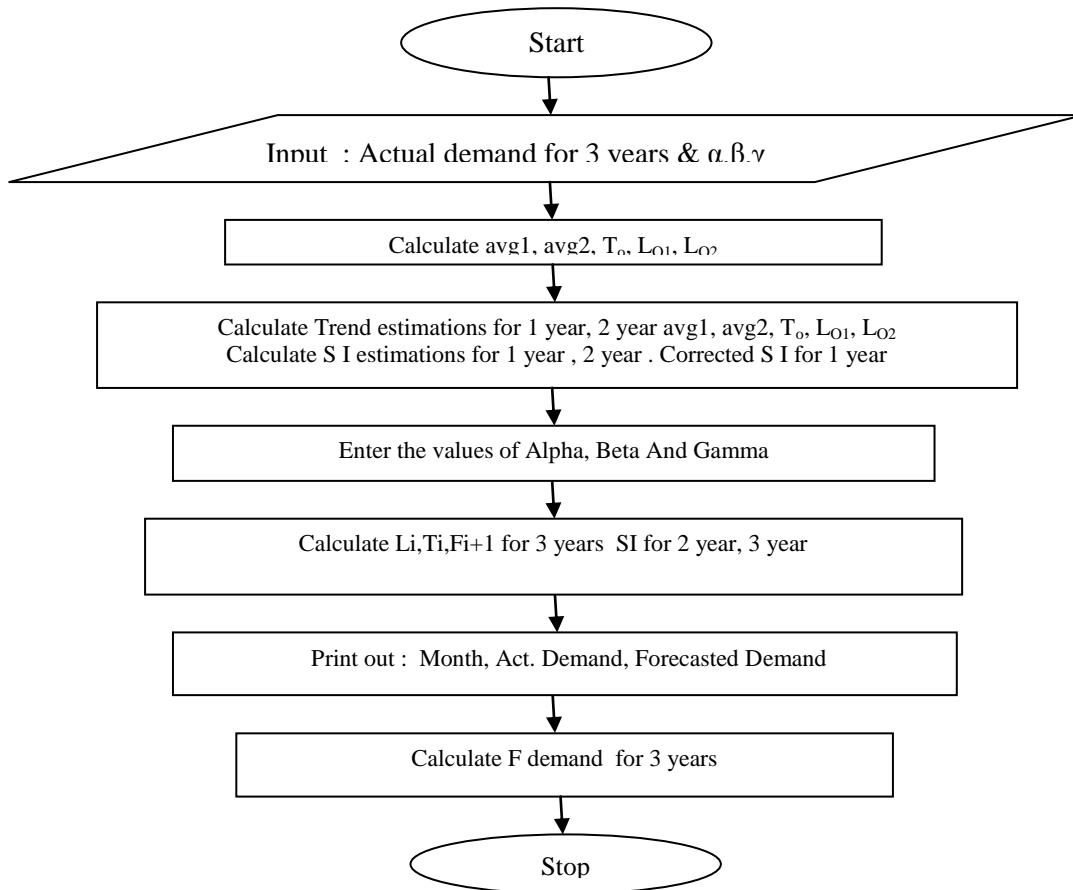 Start
Input : Actual demand for 3 years & α,β,γ
Calculate avg1, avg2, To, LO1, LO2
Calculate Trend estimations for 1 year, 2 year avg1, avg2, To, LO1, LO2
Calculate S I estimations for 1 year , 2 year . Corrected S I for 1 year
Enter the values of Alpha, Beta And Gamma
Calculate Li,Ti,Fi+1 for 3 years SI for 2 year, 3 year
Print out : Month, Act. Demand, Forecasted Demand
Calculate F demand for 3 years
Stop